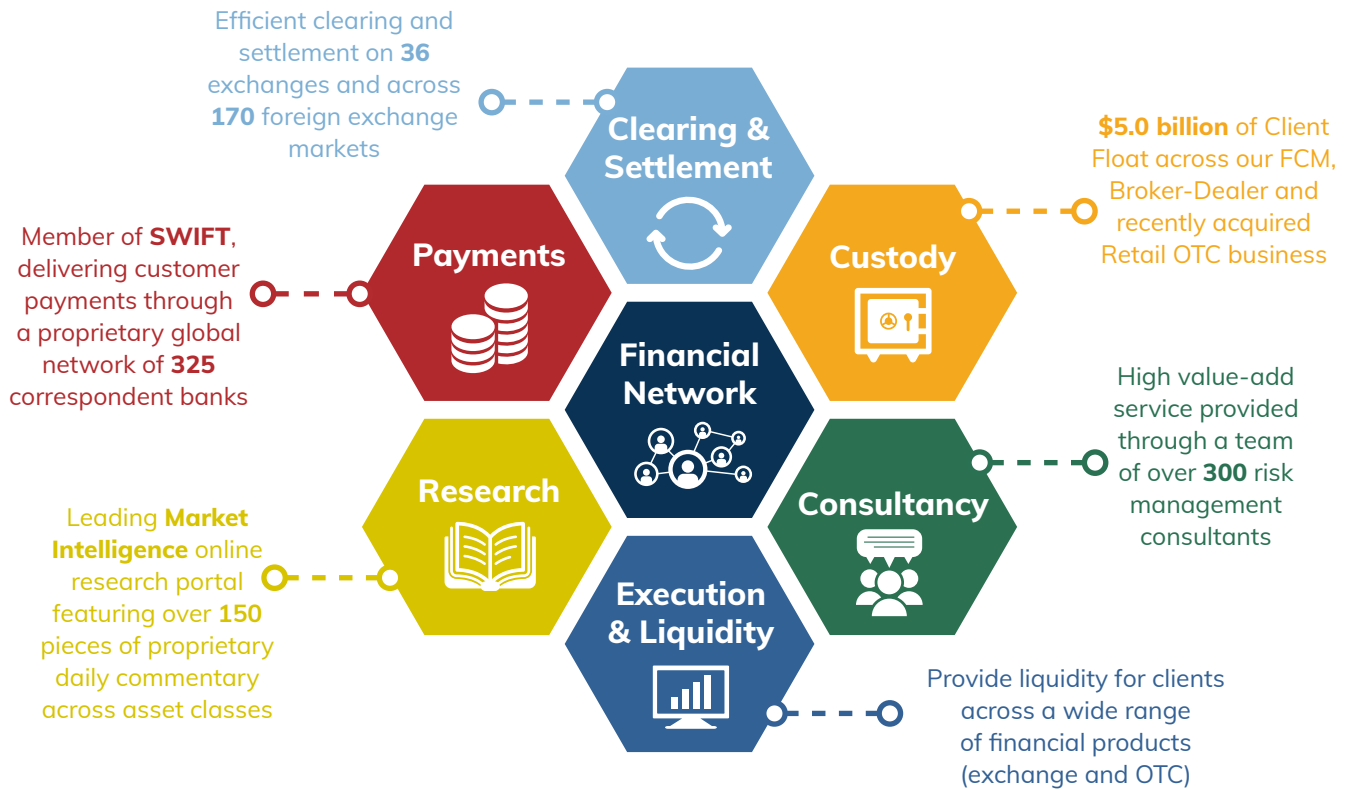 Efficient clearing and
settlement on 36
exchanges and across
170 foreign exchange
markets
Clearing &
Settlement
$5.0 billion of Client
Float across our FCM,
Broker-Dealer and
recently acquired
Retail OTC business
Custody
Member of SWIFT,
delivering customer
payments through
a proprietary global
network of 325
correspondent banks
Payments
Financial
Network
High value-add
service provided
through a team
of over 300 risk
management
consultants
Consultancy
Research
Leading Market
Intelligence online
research portal
featuring over 150
pieces of proprietary
daily commentary
across asset classes
Execution
& Liquidity
Provide liquidity for clients
across a wide range
of financial products
(exchange and OTC)